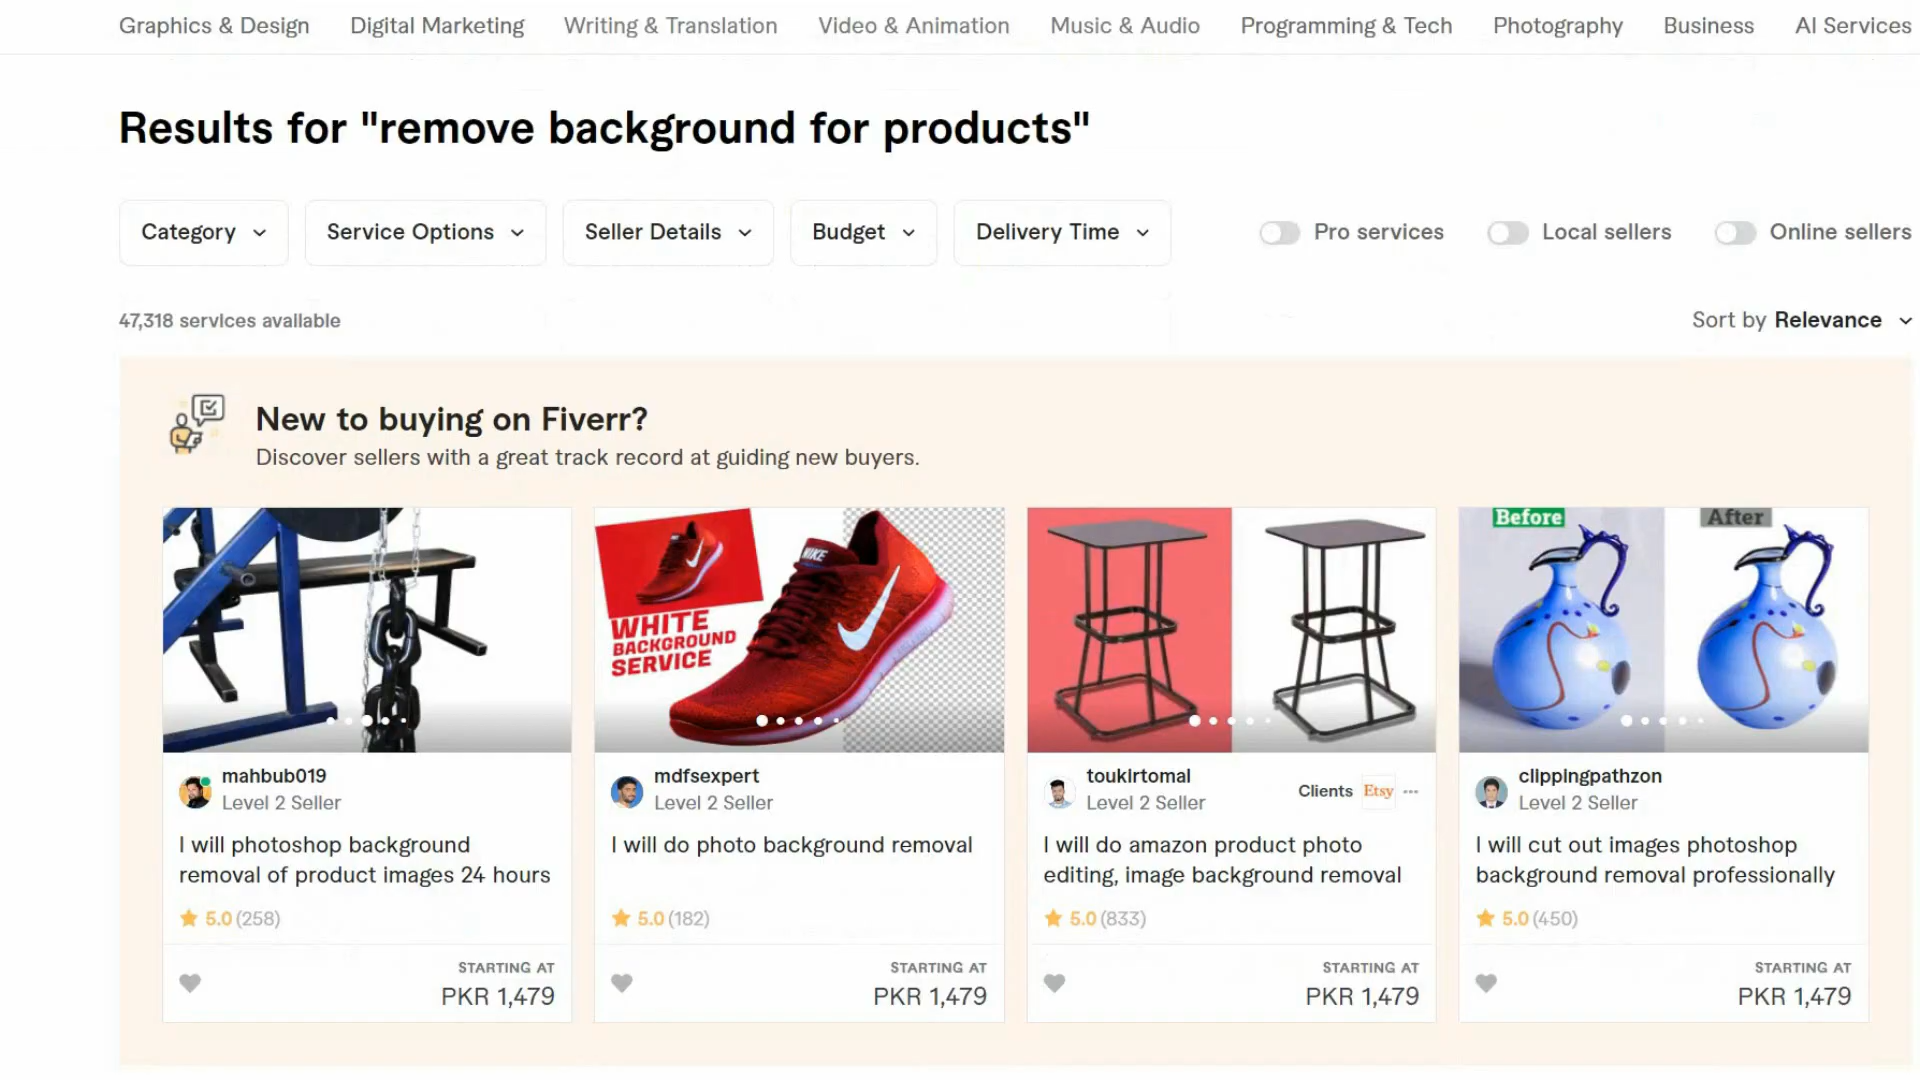 Graphics & Design Digital Marketing Writing & Translation Video & Animation Music & Audio Programming & Tech Photography Business AI Services
Results for "remove background for products"
Category Service Options Seller Details Budget Delivery Time Pro services Local sellers Online sellers
47,318 services available Sort by Relevance
New to buying on Fiverr?
Discover sellers with a great track record at guiding new buyers.
NIKE
WHITE
BACKGROUND
SERVICE
Before After
mahbub019
Level 2 Seller
I will photoshop background
removal of product images 24 hours
5.0 (258)
STARTING AT
PKR 1,479
mdfsexpert
Level 2 Seller
I will do photo background removal
5.0 (182)
STARTING AT
PKR 1,479
toukirtomal
Level 2 Seller
Clients Etsy ...
I will do amazon product photo
editing, image background removal
5.0 (833)
STARTING AT
PKR 1,479
clippingpathzon
Level 2 Seller
I will cut out images photoshop
background removal professionally
5.0 (450)
STARTING AT
PKR 1,479